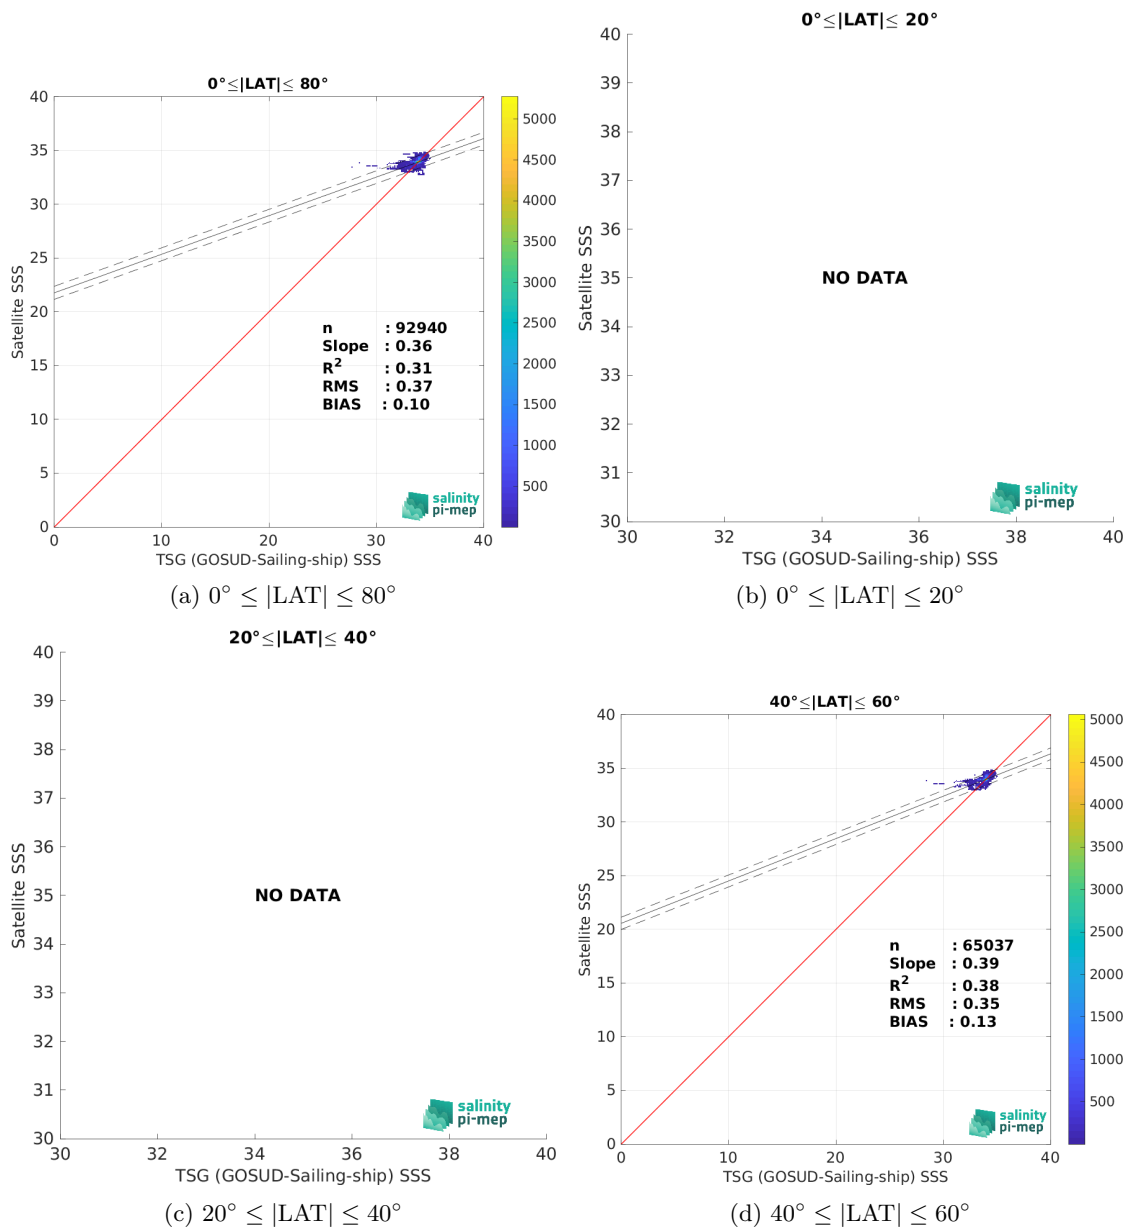 0°≤|LAT|≤ 80°
40
35
30
25
20
15
10
5
0
Satellite SSS
n : 92940
Slope : 0.36
R² : 0.31
RMS : 0.37
BIAS : 0.10
salinity
pi-mep
0 10 20 30 40
TSG (GOSUD-Sailing-ship) SSS
5000
4500
4000
3500
3000
2500
2000
1500
1000
500
(a) 0° ≤ |LAT| ≤ 80°
0°≤|LAT|≤ 20°
40
39
38
37
36
35
34
33
32
31
30
Satellite SSS
NO DATA
salinity
pi-mep
30 32 34 36 38 40
TSG (GOSUD-Sailing-ship) SSS
(b) 0° ≤ |LAT| ≤ 20°
20°≤|LAT|≤ 40°
40
39
38
37
36
35
34
33
32
31
30
Satellite SSS
NO DATA
salinity
pi-mep
30 32 34 36 38 40
TSG (GOSUD-Sailing-ship) SSS
(c) 20° ≤ |LAT| ≤ 40°
40°≤|LAT|≤ 60°
40
35
30
25
20
15
10
5
0
Satellite SSS
n : 65037
Slope : 0.39
R² : 0.38
RMS : 0.35
BIAS : 0.13
salinity
pi-mep
0 10 20 30 40
TSG (GOSUD-Sailing-ship) SSS
5000
4500
4000
3500
3000
2500
2000
1500
1000
500
(d) 40° ≤ |LAT| ≤ 60°